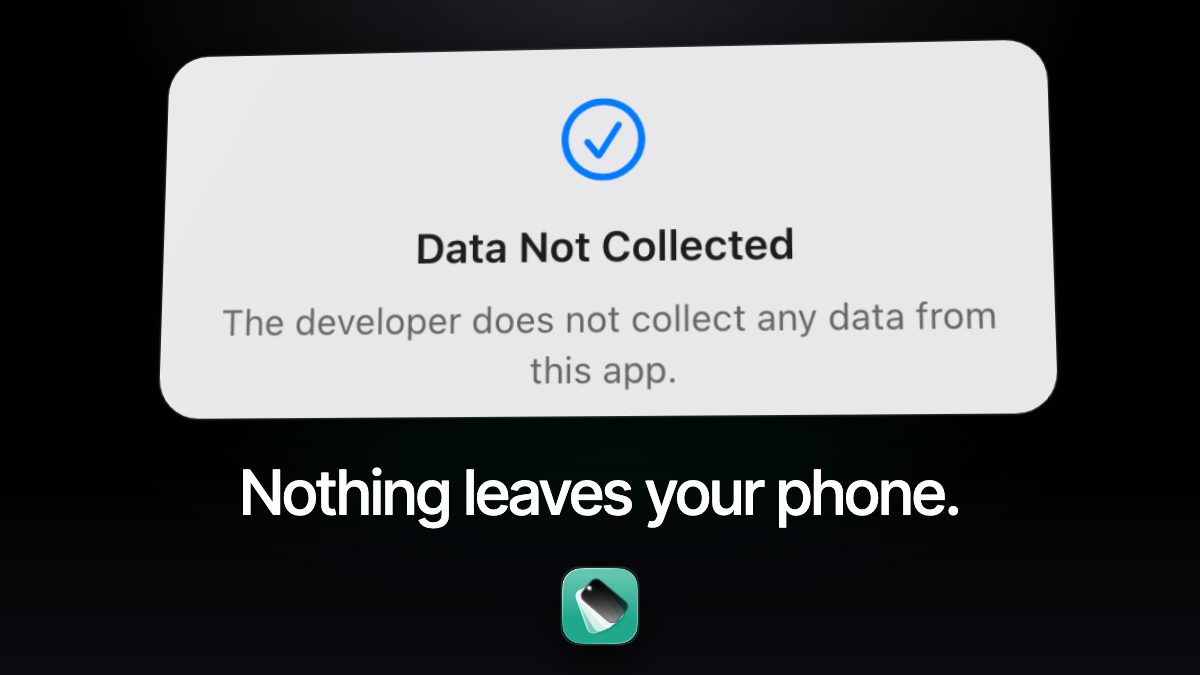 Data Not Collected
The developer does not collect any data from
this app.
Nothing leaves your phone.